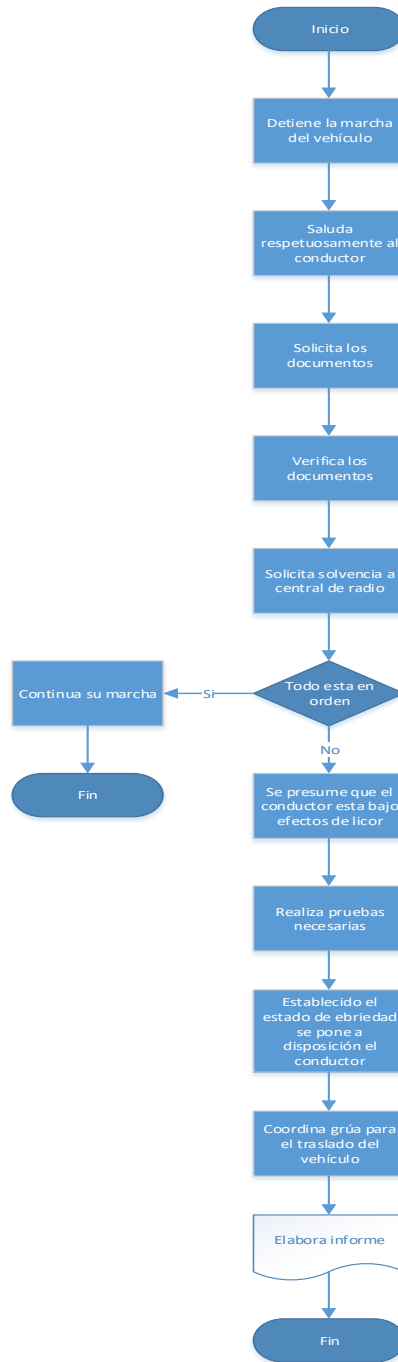 Inicio
Detiene la marcha
del vehículo
Saluda
respetuosamente al
conductor
Solicita los
documentos
Verifica los
documentos
Solicita solvencia a
central de radio
Todo esta en
orden
Si
Continua su marcha
Fin
No
Se presume que el
conductor esta bajo
efectos de licor
Realiza pruebas
necesarias
Establecido el
estado de ebriedad
se pone a
disposición el
conductor
Coordina grúa para
el traslado del
vehículo
Elabora informe
Fin